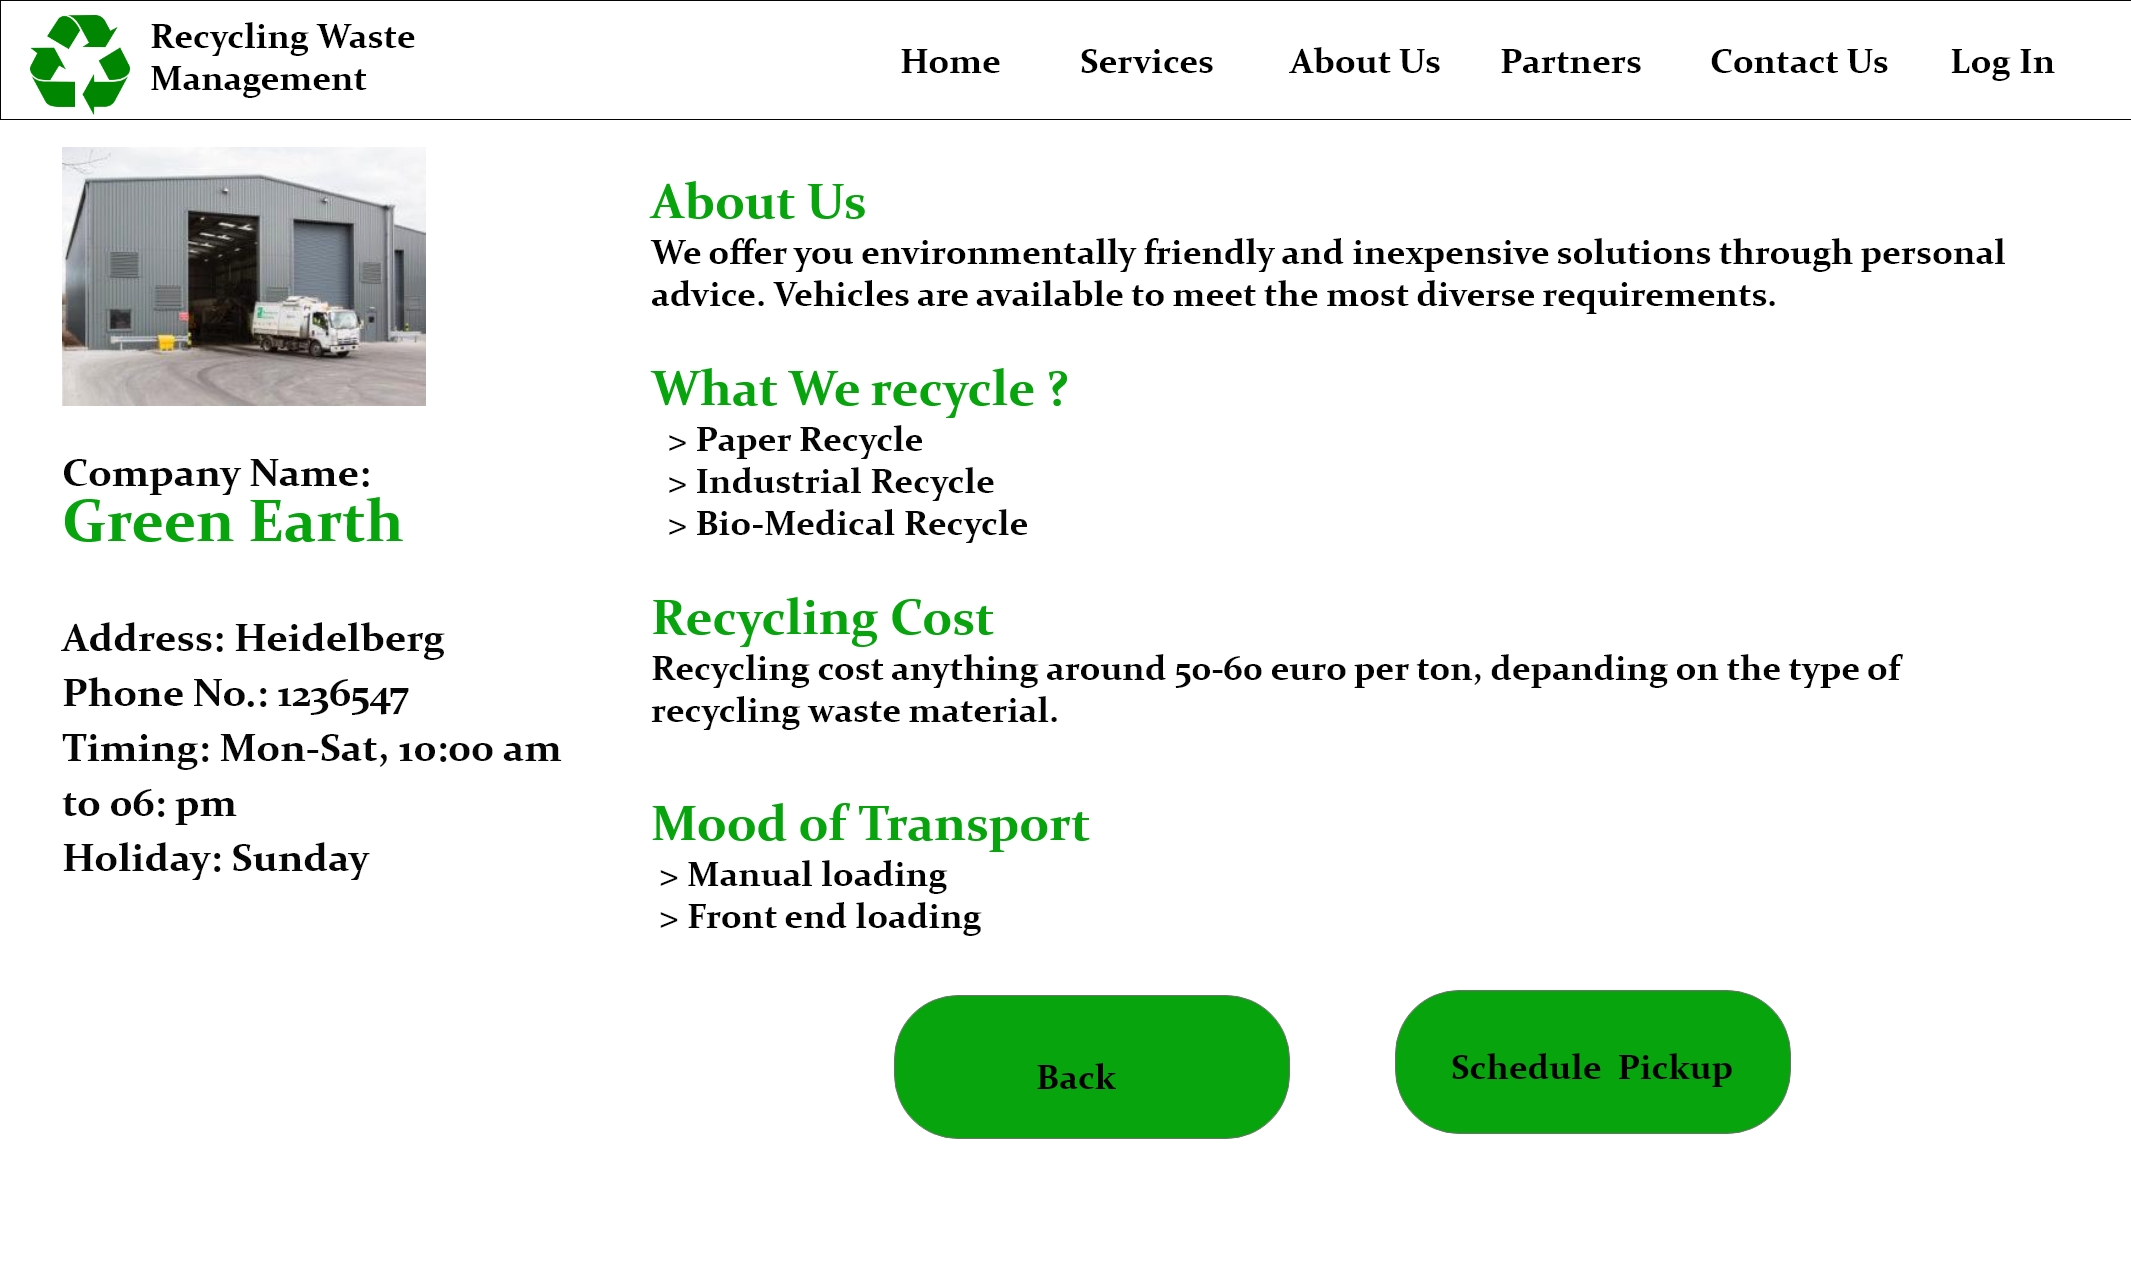 Recycling Waste
Management
Home Services About Us Partners Contact Us Log In
Company Name:
Green Earth
Address: Heidelberg
Phone No.: 1236547
Timing: Mon-Sat, 10:00 am
to 06: pm
Holiday: Sunday
About Us
We offer you environmentally friendly and inexpensive solutions through personal
advice. Vehicles are available to meet the most diverse requirements.
What We recycle ?
> Paper Recycle
> Industrial Recycle
> Bio-Medical Recycle
Recycling Cost
Recycling cost anything around 50-60 euro per ton, depanding on the type of
recycling waste material.
Mood of Transport
> Manual loading
> Front end loading
Back
Schedule Pickup